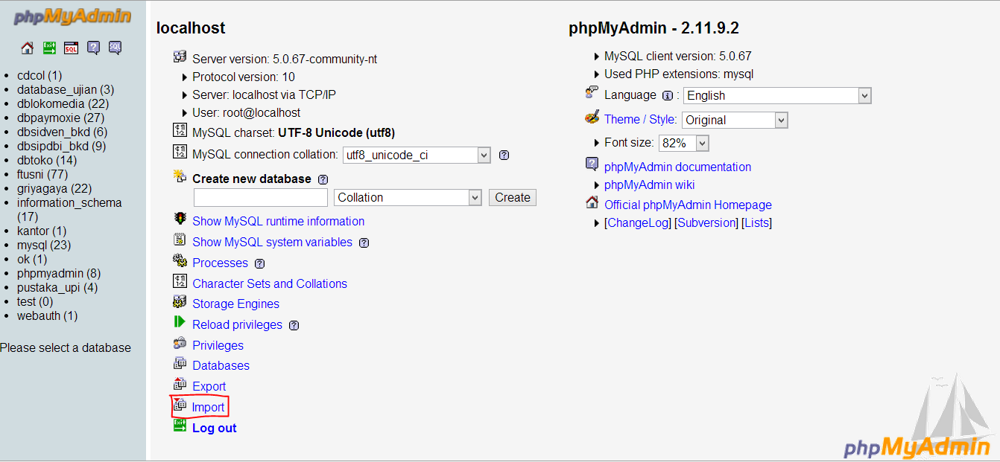 phpMyAdmin
cdcol (1)
database_ujian (3)
dblokomedia (22)
dbpaymoxie (27)
dbsidven_bkd (6)
dbsipdbi_bkd (9)
dbtoko (14)
ftusni (77)
griyagaya (22)
information_schema
(17)
kantor (1)
mysql (23)
ok (1)
phpmyadmin (8)
pustaka_upi (4)
test (0)
webauth (1)
Please select a database
localhost
Server version: 5.0.67-community-nt
Protocol version: 10
Server: localhost via TCP/IP
User: root@localhost
MySQL charset: UTF-8 Unicode (utf8)
MySQL connection collation: utf8_unicode_ci
Create new database
Collation Create
Show MySQL runtime information
Show MySQL system variables
Processes
Character Sets and Collations
Storage Engines
Reload privileges
Privileges
Databases
Export
Import
Log out
phpMyAdmin - 2.11.9.2
MySQL client version: 5.0.67
Used PHP extensions: mysql
Language : English
Theme / Style: Original
Font size: 82%
phpMyAdmin documentation
phpMyAdmin wiki
Official phpMyAdmin Homepage
[ChangeLog] [Subversion] [Lists]
phpMyAdmin